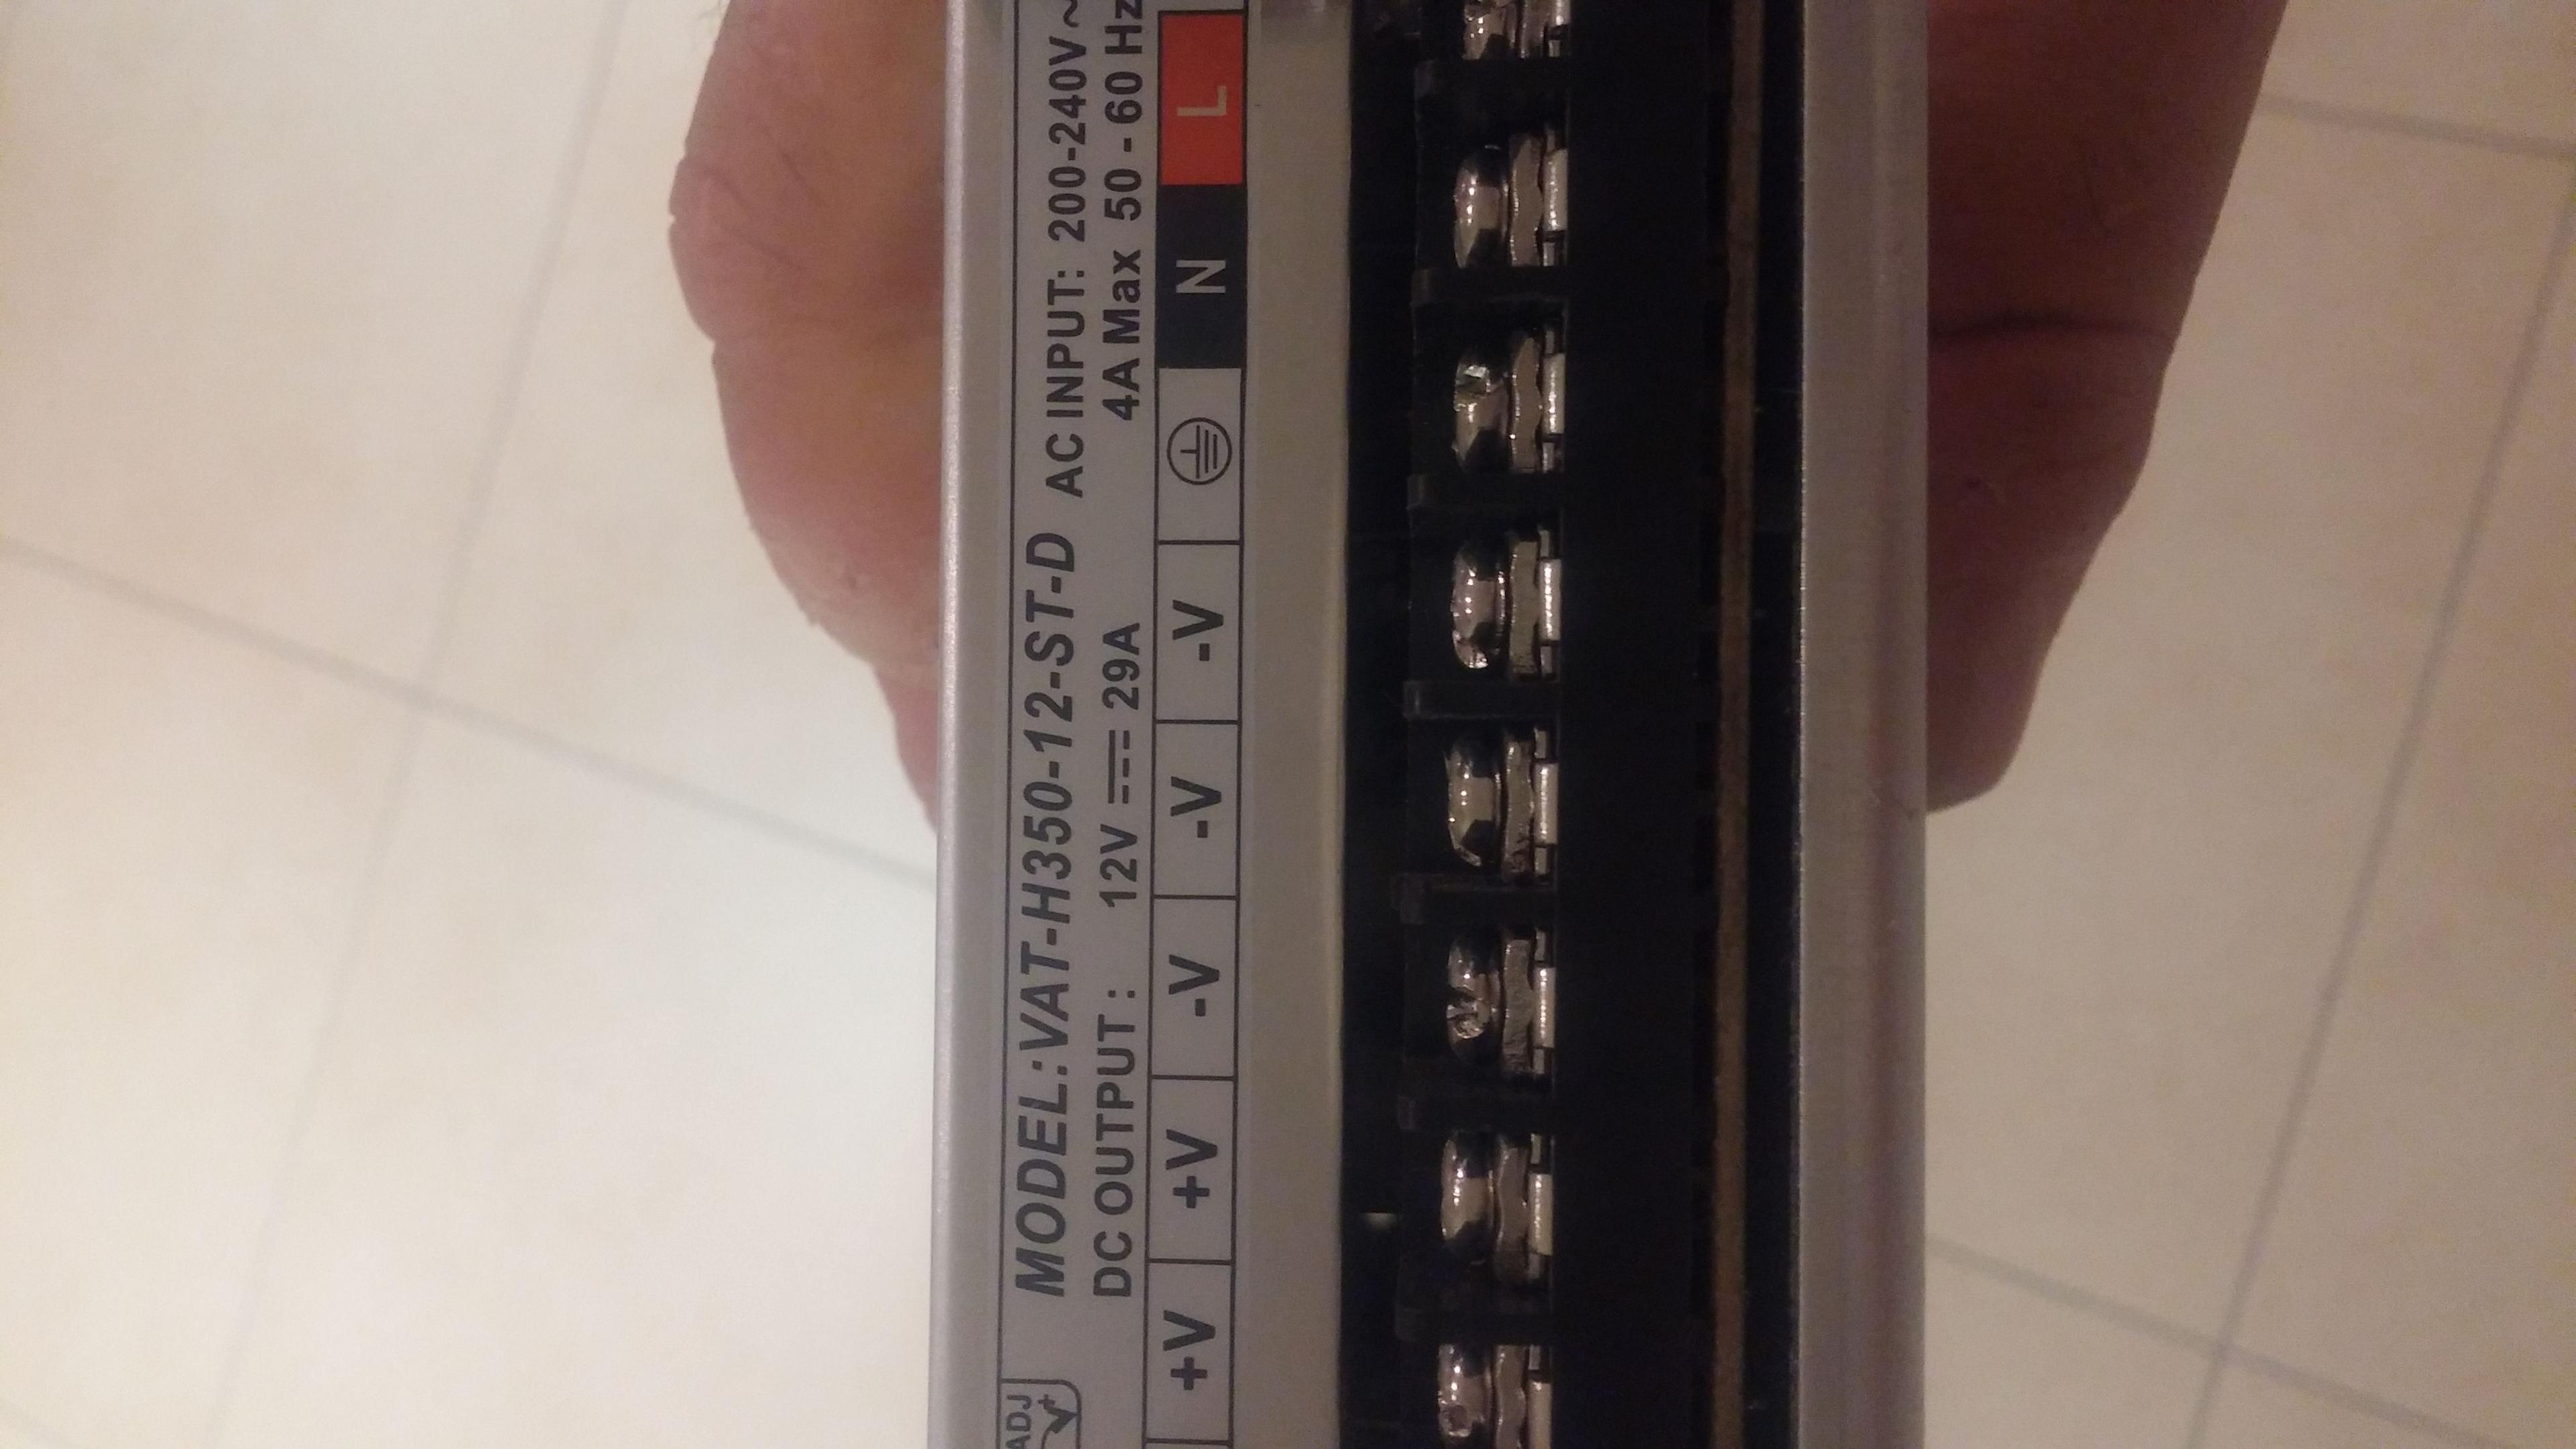 MODEL:VAT-H350-12-ST-D AC INPUT: 200-240V~
DC OUTPUT: 12V⎓29A 4A Max 50-60 Hz
ADJ
+V +V -V -V -V N L